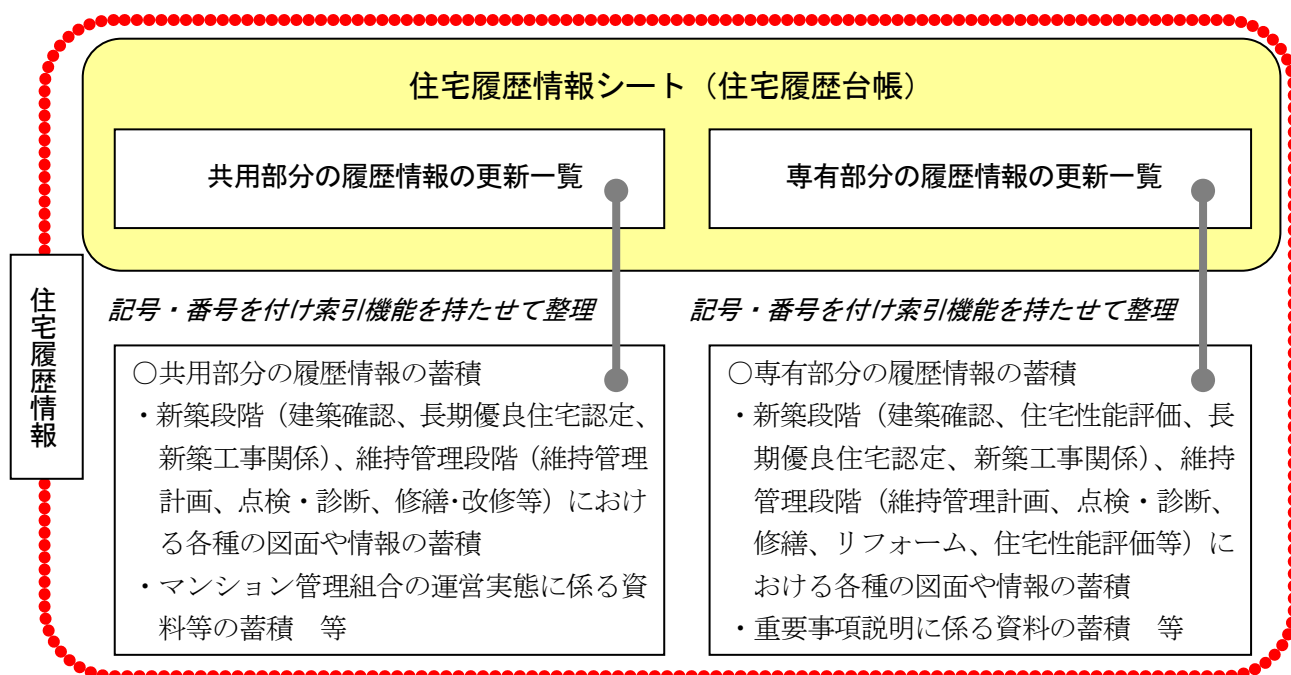 住宅履歴情報シート（住宅履歴台帳）
共用部分の履歴情報の更新一覧
専有部分の履歴情報の更新一覧
住宅履歴情報
記号・番号を付け索引機能を持たせて整理
記号・番号を付け索引機能を持たせて整理
○共用部分の履歴情報の蓄積
・新築段階（建築確認、長期優良住宅認定、
新築工事関係）、維持管理段階（維持管理
計画、点検・診断、修繕･改修等）におけ
る各種の図面や情報の蓄積
・マンション管理組合の運営実態に係る資
料等の蓄積　等
○専有部分の履歴情報の蓄積
・新築段階（建築確認、住宅性能評価、長
期優良住宅認定、新築工事関係）、維持
管理段階（維持管理計画、点検・診断、
修繕、リフォーム、住宅性能評価等）に
おける各種の図面や情報の蓄積
・重要事項説明に係る資料の蓄積　等